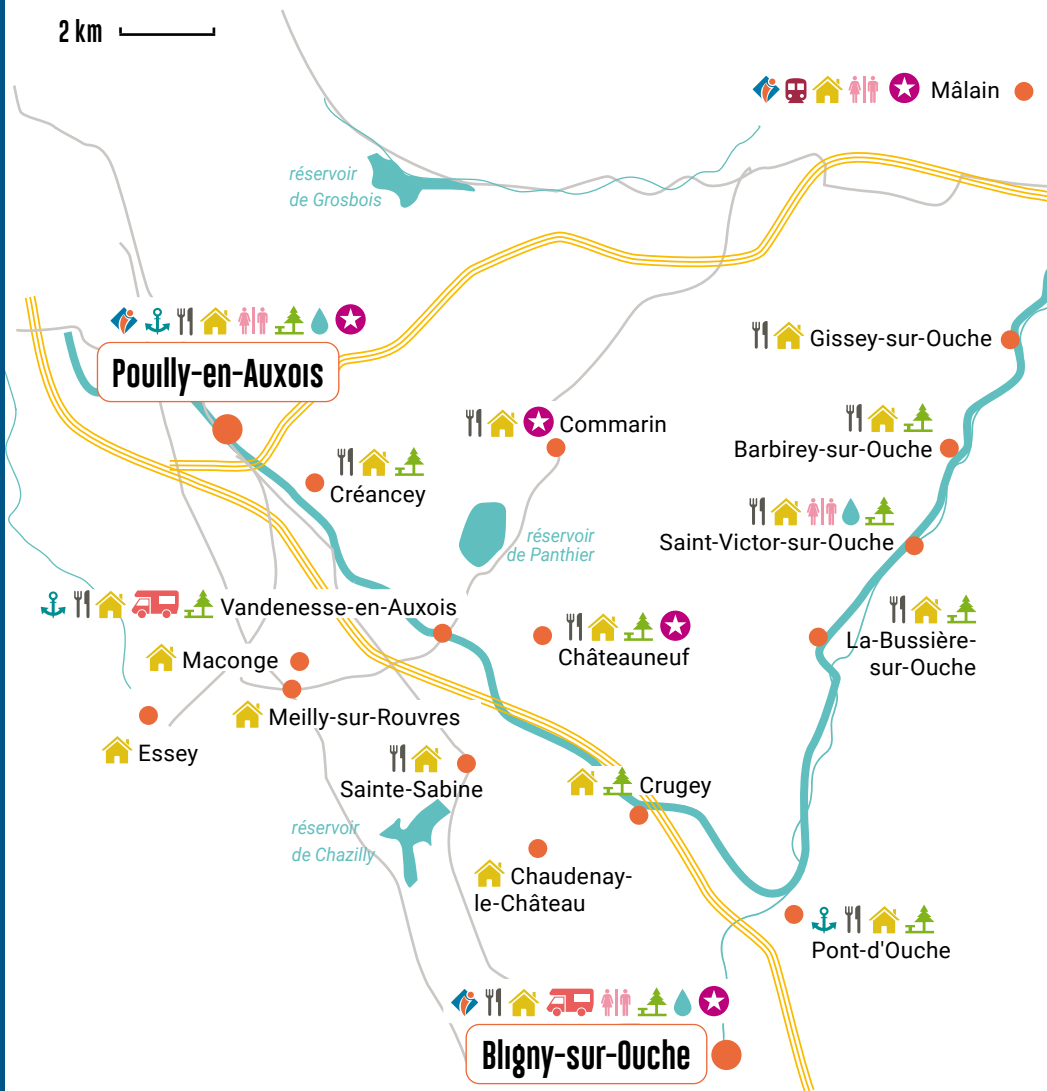 2 km
Mâlain
réservoir
de Grosbois
Pouilly-en-Auxois
Gissey-sur-Ouche
Commarin
Barbirey-sur-Ouche
Créancey
réservoir
de Panthier
Saint-Victor-sur-Ouche
Vandenesse-en-Auxois
Châteauneuf
La-Bussière-
sur-Ouche
Maconge
Meilly-sur-Rouvres
Essey
Sainte-Sabine
Crugey
réservoir
de Chazilly
Chaudenay-
le-Château
Pont-d'Ouche
Bligny-sur-Ouche